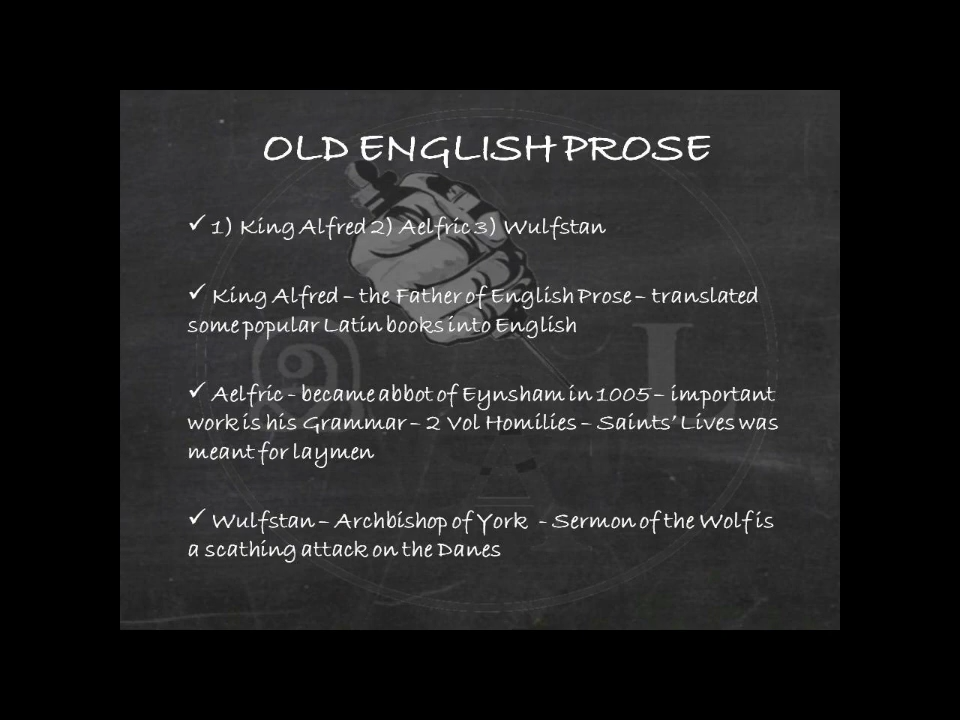 OLD ENGLISH PROSE
✓ 1) King Alfred 2) Aelfric 3) Wulfstan
✓ King Alfred – the Father of English Prose – translated
some popular Latin books into English
✓ Aelfric - became abbot of Eynsham in 1005 – important
work is his Grammar – 2 Vol Homilies – Saints' Lives was
meant for laymen
✓ Wulfstan – Archbishop of York - Sermon of the Wolf is
a scathing attack on the Danes